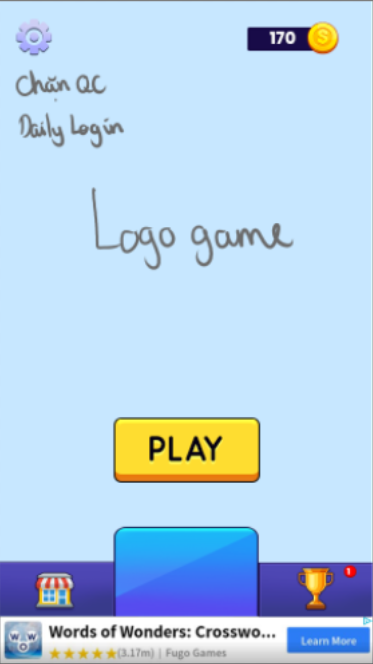 170
Chặn QC
Daily Login
Logo game
PLAY
1
Words of Wonders: Crosswo...
(3.17m) | Fugo Games
Learn More